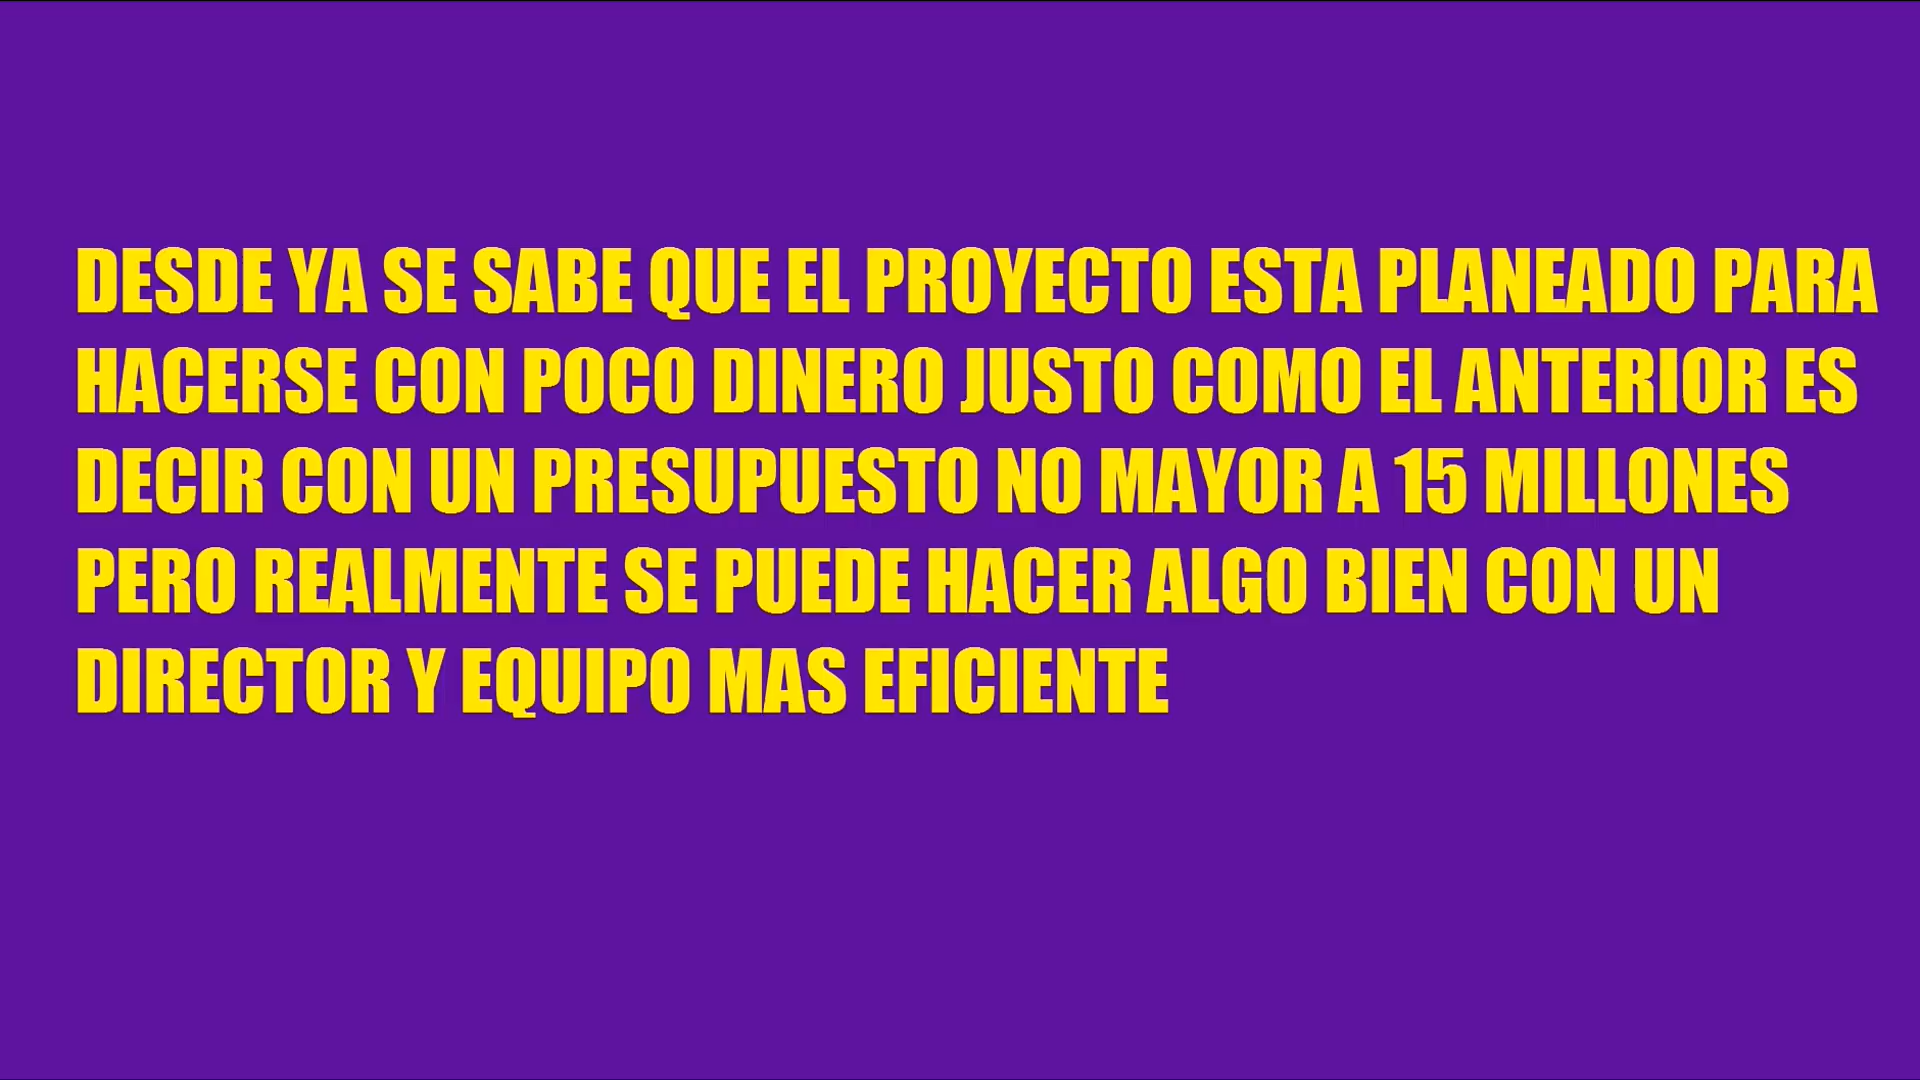 DESDE YA SE SABE QUE EL PROYECTO ESTA PLANEADO PARA
HACERSE CON POCO DINERO JUSTO COMO EL ANTERIOR ES
DECIR CON UN PRESUPUESTO NO MAYOR A 15 MILLONES
PERO REALMENTE SE PUEDE HACER ALGO BIEN CON UN
DIRECTOR Y EQUIPO MAS EFICIENTE